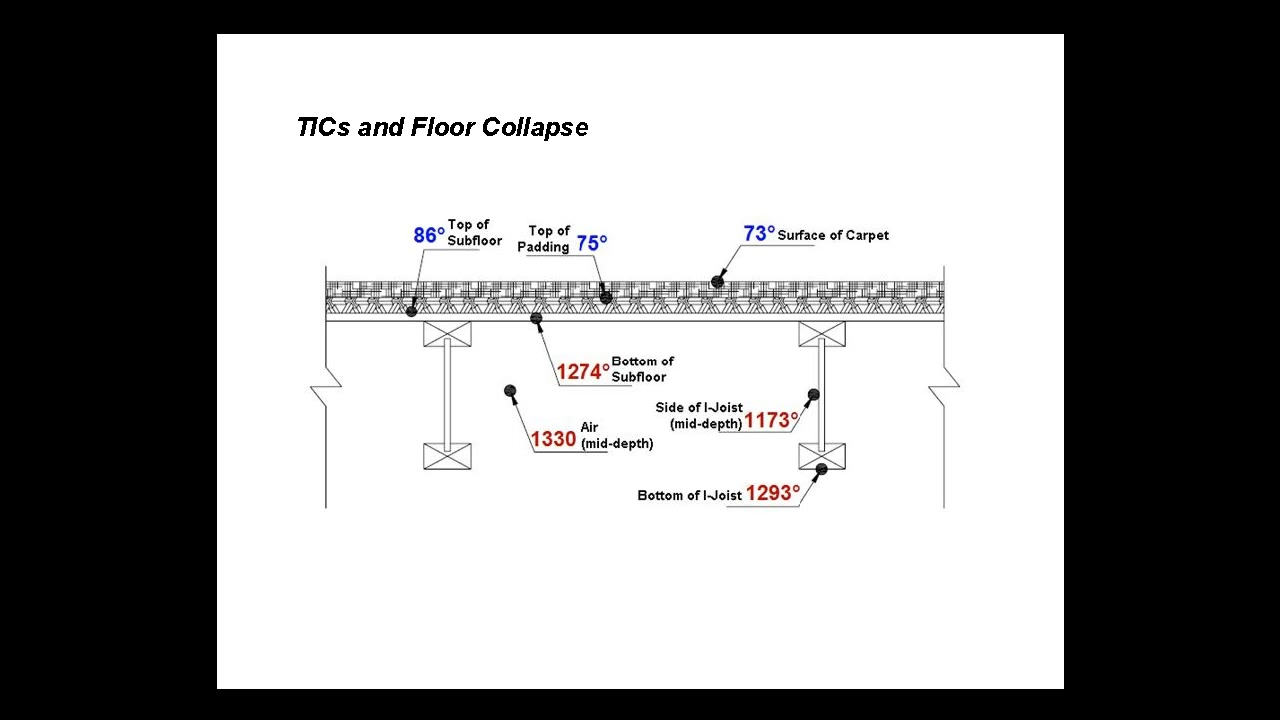 TICs and Floor Collapse
86° Top of
Subfloor
Top of
Padding 75°
73° Surface of Carpet
1274° Bottom of
Subfloor
1330 Air
(mid-depth)
Side of I-Joist
(mid-depth) 1173°
Bottom of I-Joist 1293°